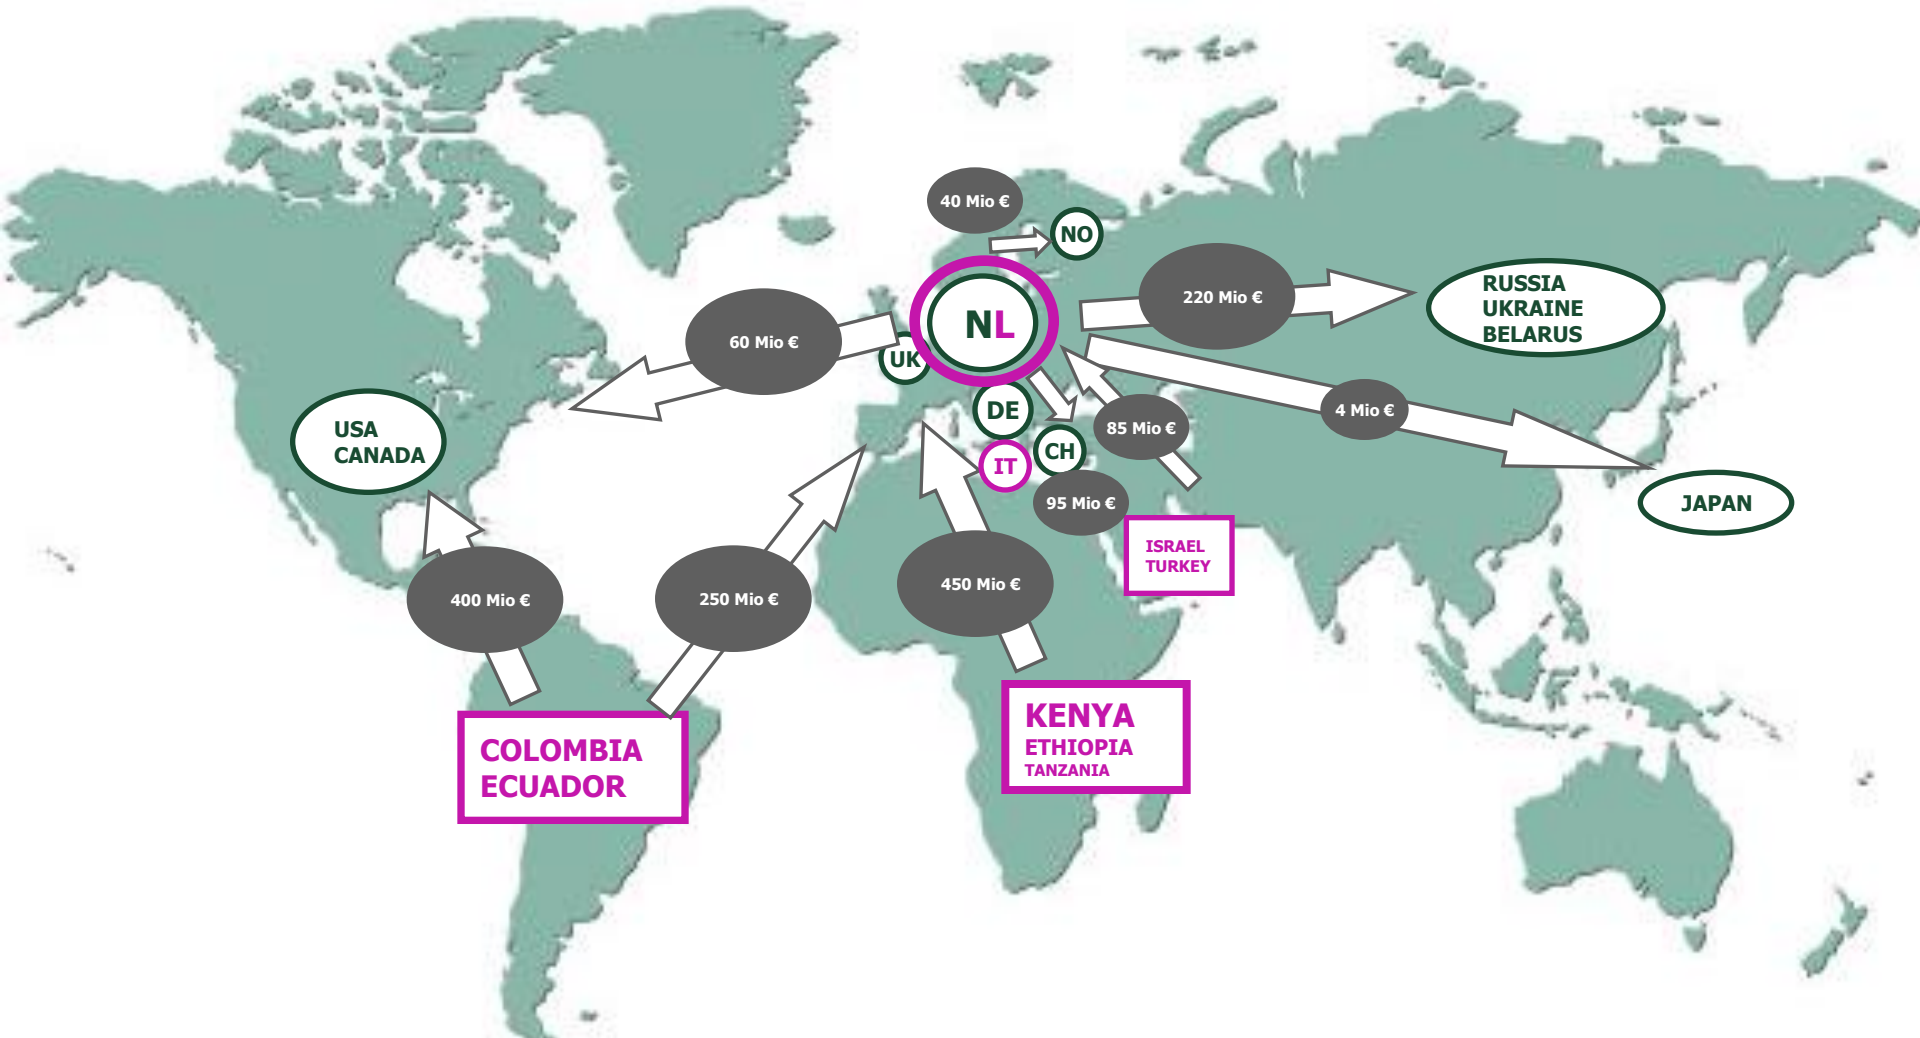 40 Mio €
NO
NL
220 Mio €
RUSSIA
UKRAINE
BELARUS
60 Mio €
UK
DE
4 Mio €
85 Mio €
USA
CANADA
IT
CH
95 Mio €
JAPAN
ISRAEL
TURKEY
400 Mio €
250 Mio €
450 Mio €
COLOMBIA
ECUADOR
KENYA
ETHIOPIA
TANZANIA